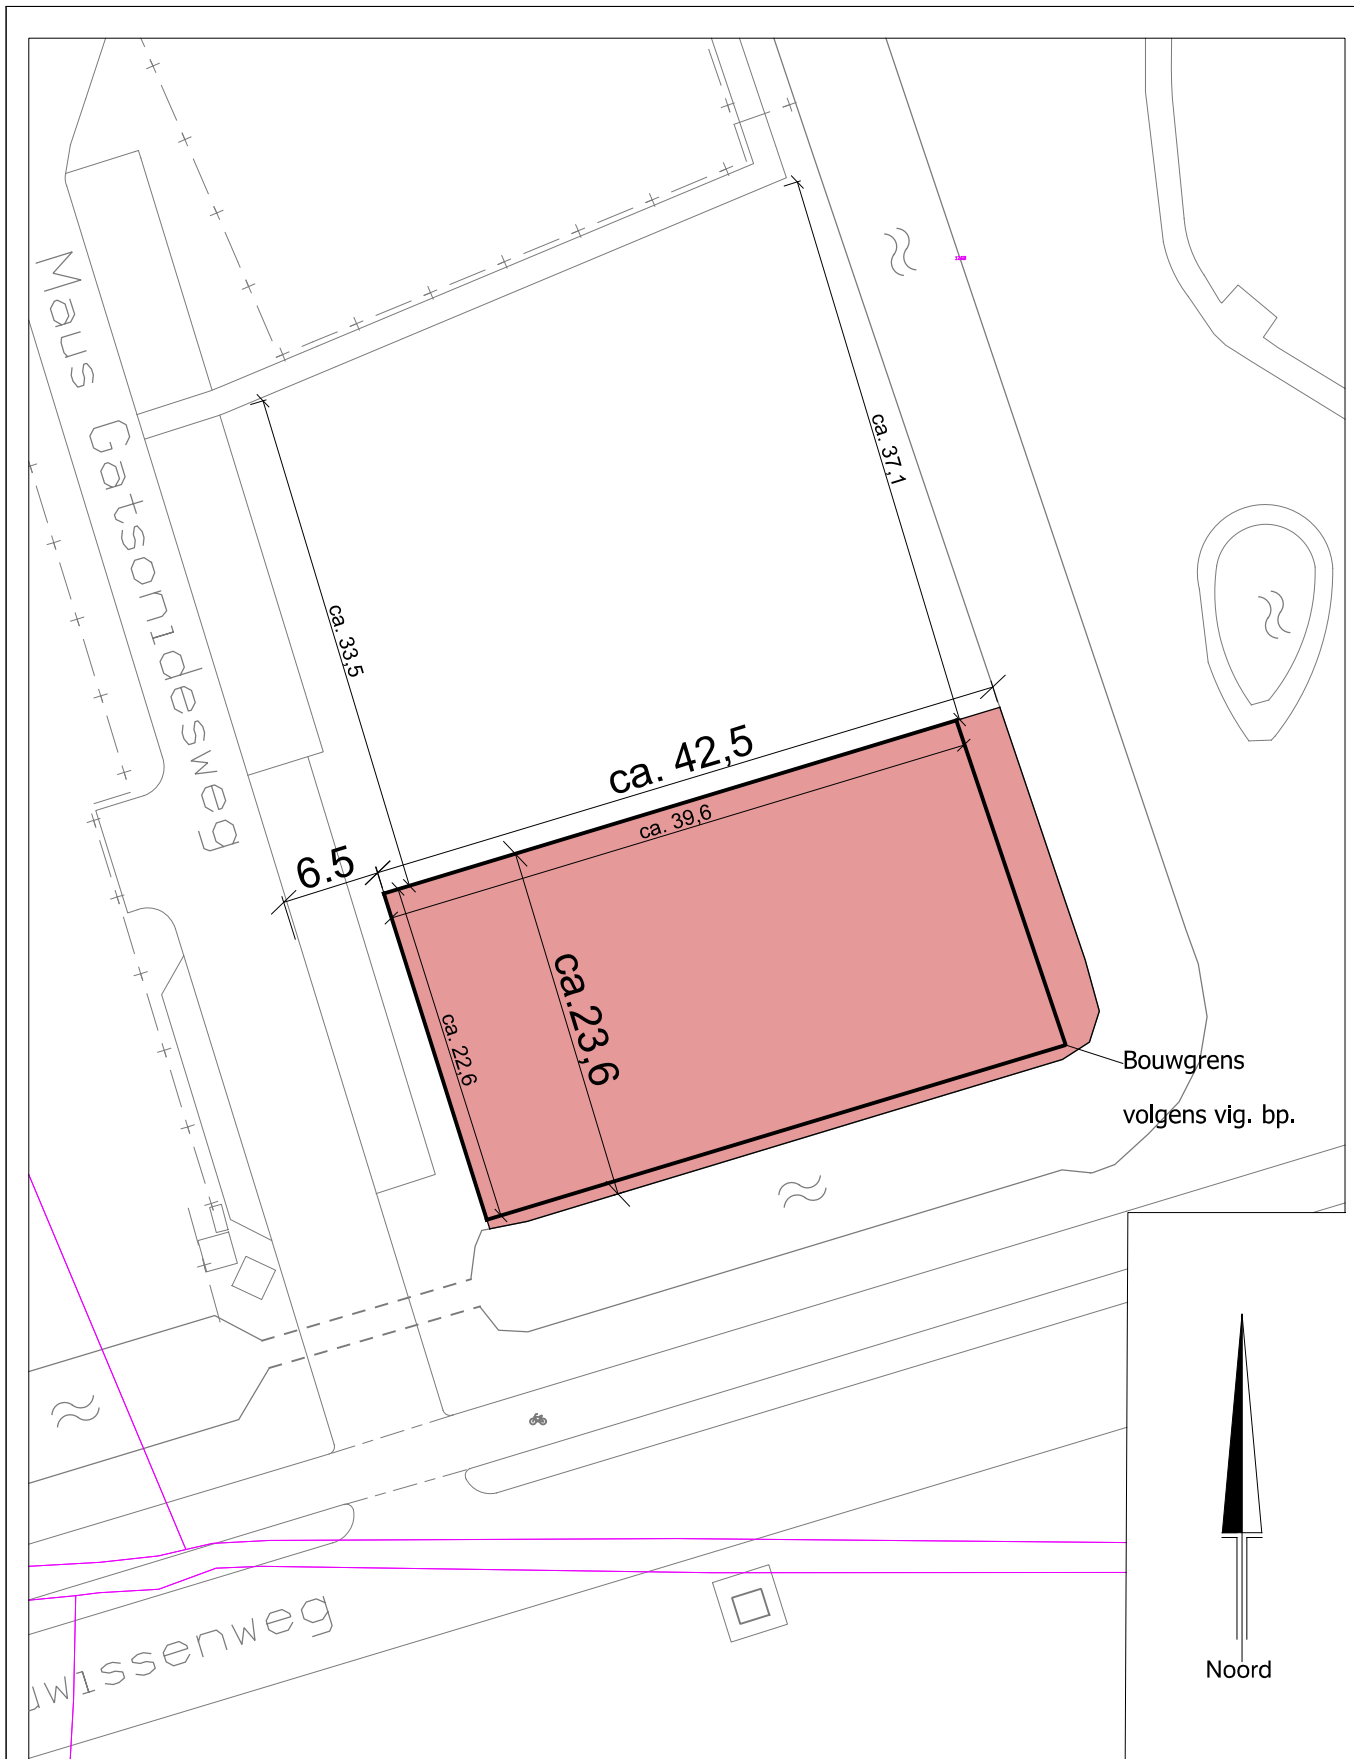 Maus Gatsonidesweg
ca. 37,1
ca. 33,5
ca. 42,5
ca. 39,6
6.5
ca.23,6
ca. 22,6
Bouwgrens
volgens vig. bp.
uwissenweg
Noord